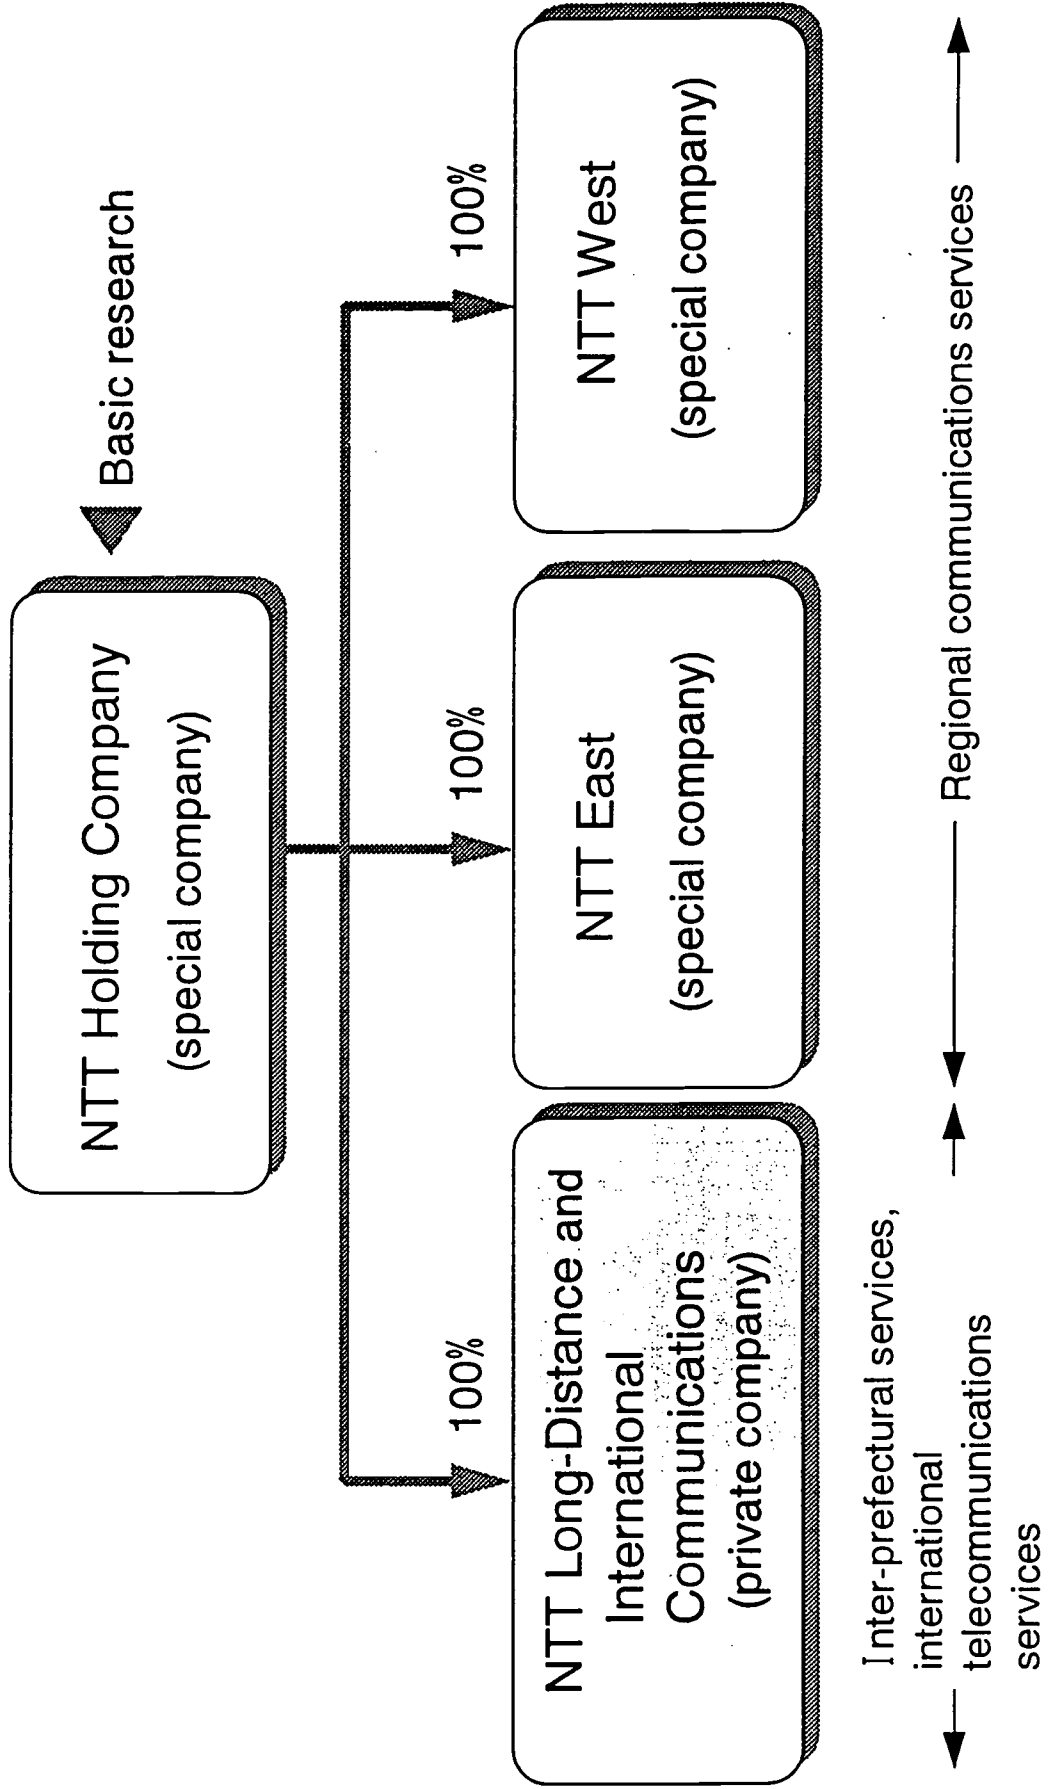 NTT Holding Company
(special company)
Basic research
100%
100%
100%
NTT Long-Distance and
International
Communications
(private company)
NTT East
(special company)
NTT West
(special company)
Inter-prefectural services,
international
telecommunications
services
Regional communications services